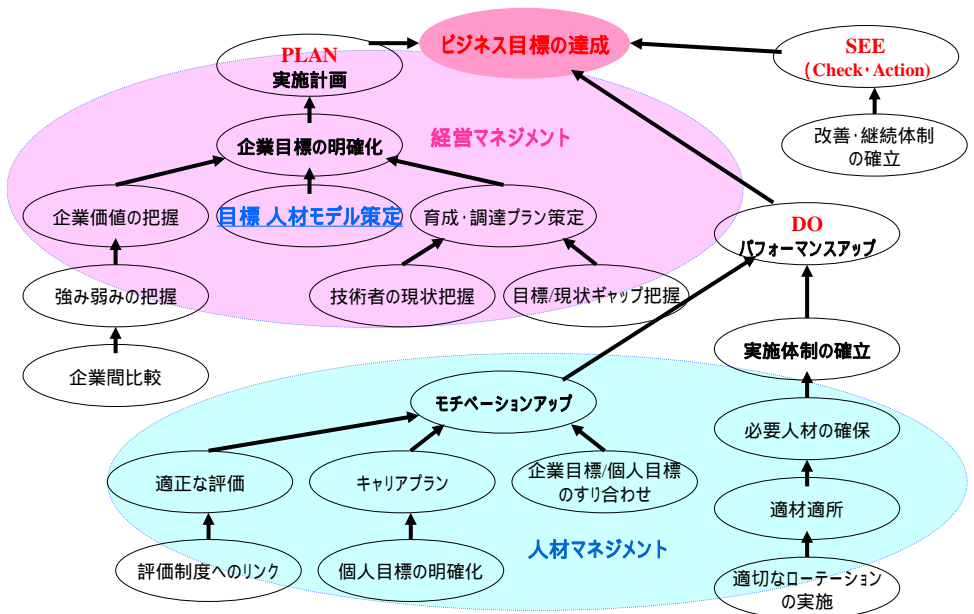 PLAN
実施計画
ビジネス目標の達成
SEE
(Check・Action)
経営マネジメント
企業目標の明確化
改善・継続体制
の確立
企業価値の把握
目標 人材モデル策定
育成・調達プラン策定
DO
パフォーマンスアップ
強み弱みの把握
技術者の現状把握
目標/現状ギャップ把握
企業間比較
実施体制の確立
モチベーションアップ
必要人材の確保
適正な評価
キャリアプラン
企業目標/個人目標
のすり合わせ
適材適所
人材マネジメント
評価制度へのリンク
個人目標の明確化
適切なローテーション
の実施